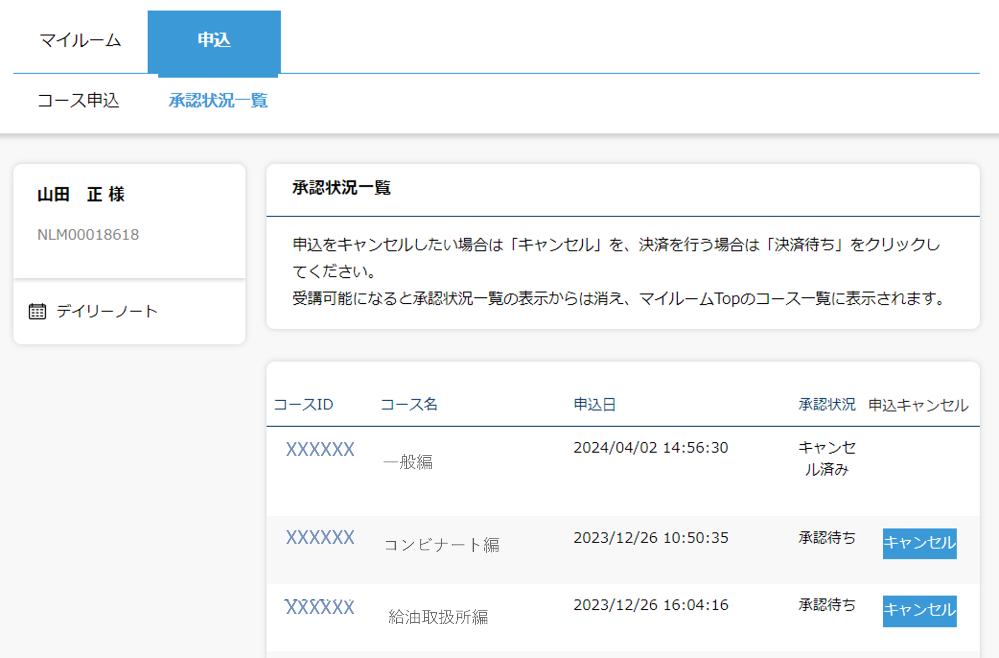 マイルーム 申込
コース申込 承認状況一覧
山田　正 様
NLM00018618
デイリーノート
承認状況一覧
申込をキャンセルしたい場合は「キャンセル」を、決済を行う場合は「決済待ち」をクリックし
てください。
受講可能になると承認状況一覧の表示からは消え、マイルームTopのコース一覧に表示されます。
コースID コース名 申込日 承認状況 申込キャンセル
XXXXXX 一般編 2024/04/02 14:56:30 キャンセ
ル済み
XXXXXX コンビナート編 2023/12/26 10:50:35 承認待ち キャンセル
XXXXXX 給油取扱所編 2023/12/26 16:04:16 承認待ち キャンセル